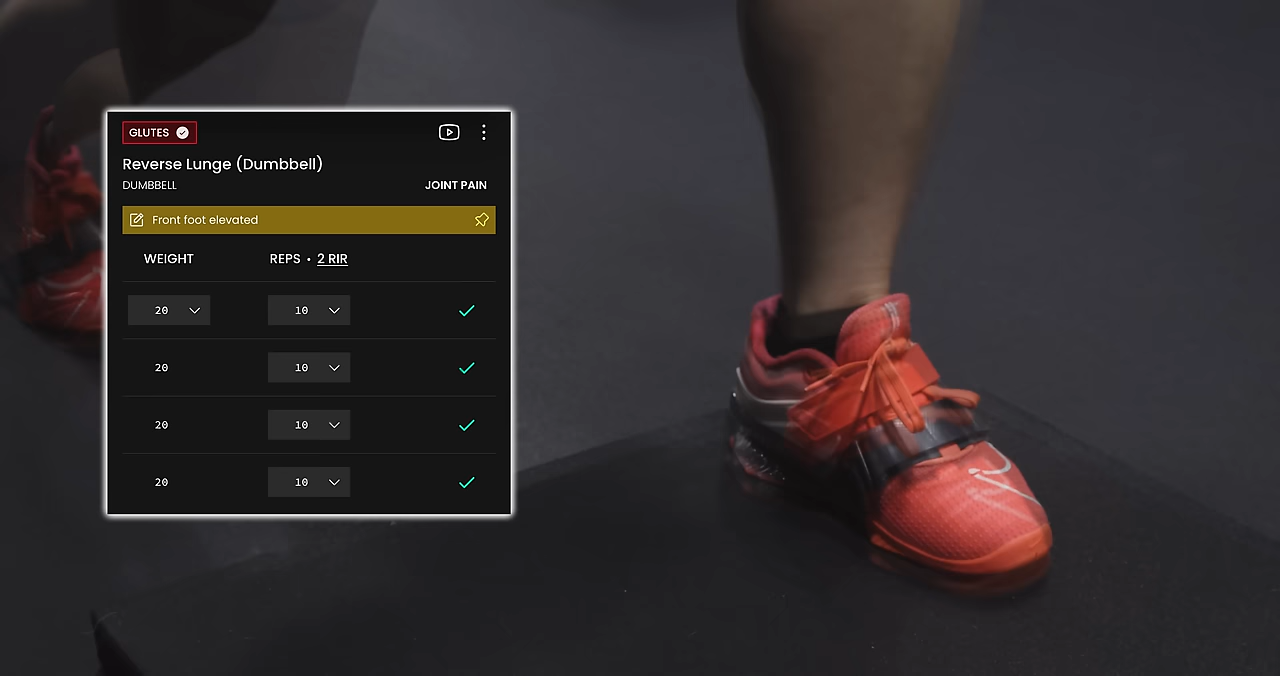 GLUTES
Reverse Lunge (Dumbbell)
DUMBBELL JOINT PAIN
Front foot elevated
WEIGHT REPS • 2 RIR
20 10
20 10
20 10
20 10